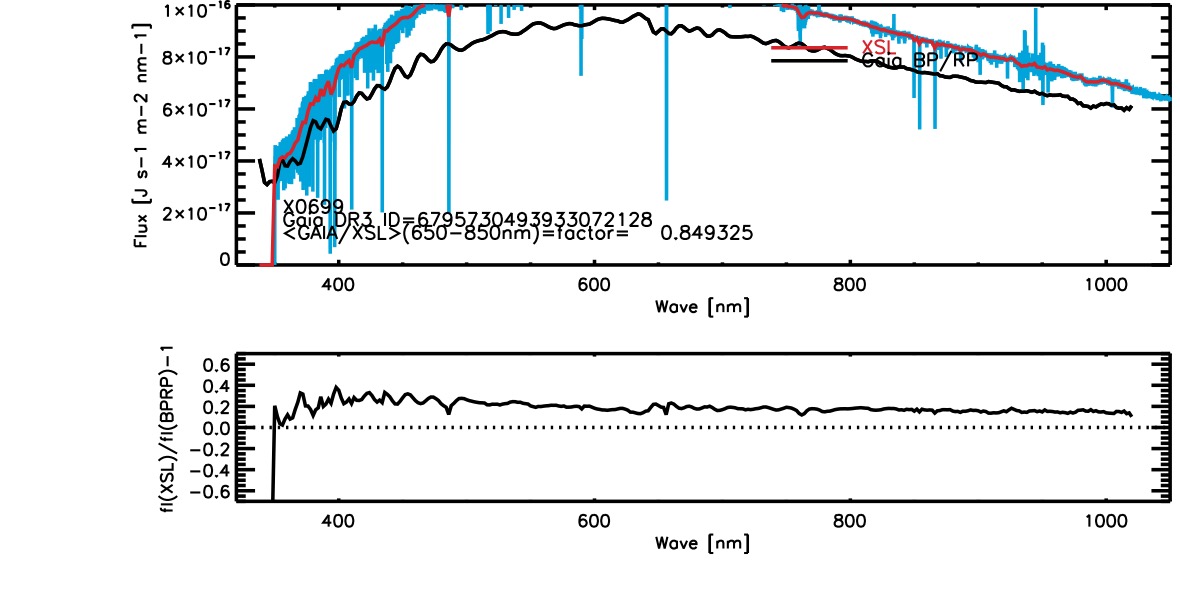 1×10−16
8×10−17
6×10−17
4×10−17
2×10−17
0
Flux [J s−1 m−2 nm−1]
XSL
Gaia BP/RP
X0699
Gaia DR3 ID=6795730493933072128
<GAIA/XSL>(650−850nm)=factor= 0.849325
400 600 800 1000
Wave [nm]
0.6
0.4
0.2
0.0
−0.2
−0.4
−0.6
fl(XSL)/fl(BPRP)−1
400 600 800 1000
Wave [nm]